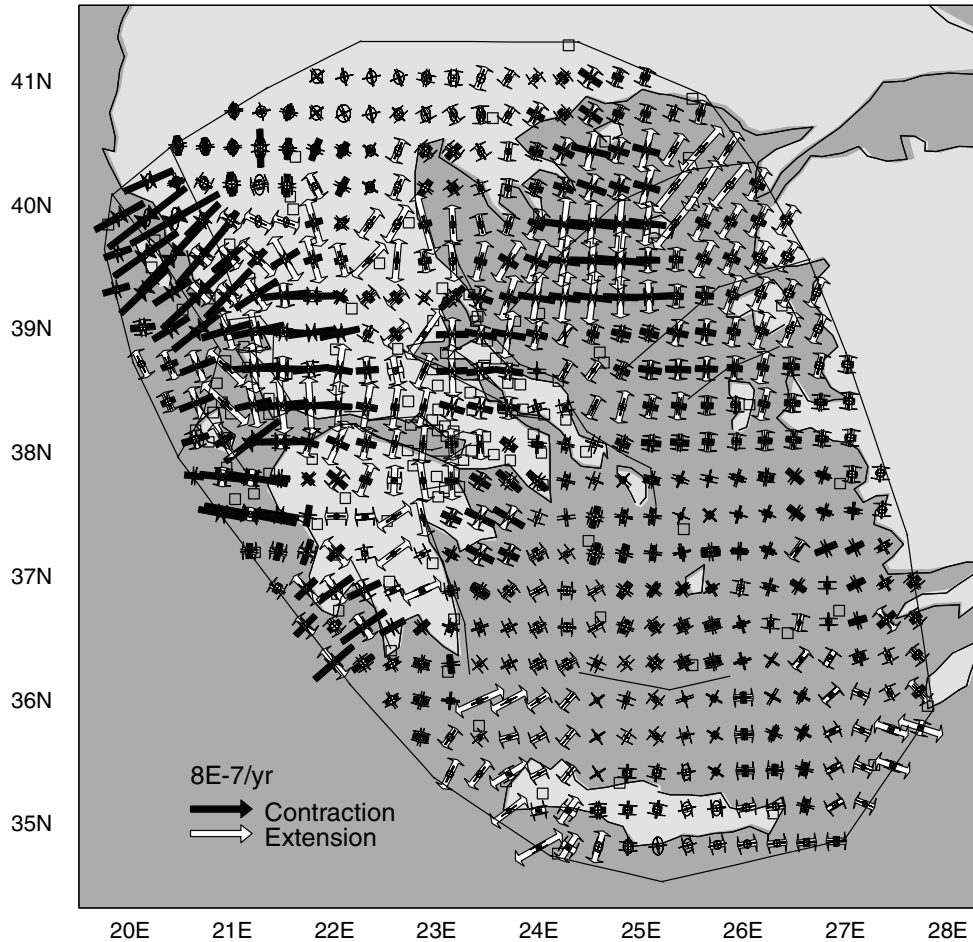 41N
40N
39N
38N
37N
36N
35N
8E-7/yr
Contraction
Extension
20E 21E 22E 23E 24E 25E 26E 27E 28E